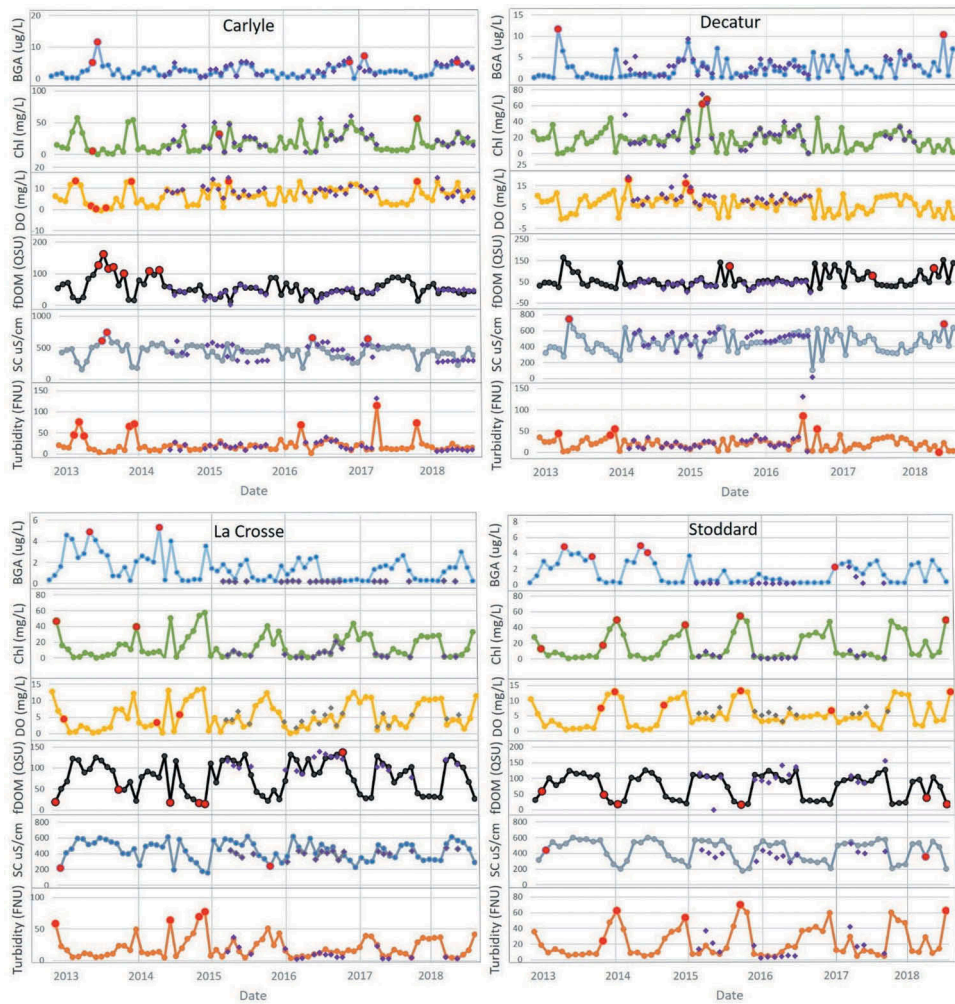 Carlyle
BGA (ug/L)
20
10
0
Chl (mg/L)
100
50
0
DO (mg/L)
20
10
0
-10
fDOM (QSU)
200
100
0
SC uS/cm
1000
500
0
Turbidity (FNU)
150
100
50
0
2013 2014 2015 2016 2017 2018
Date
Decatur
BGA (ug/L)
15
10
5
0
Chl (mg/L)
80
60
40
20
0
DO (mg/L)
25
15
5
-5
fDOM (QSU)
250
150
50
-50
SC uS/cm
800
600
400
200
0
Turbidity (FNU)
150
100
50
0
2013 2014 2015 2016 2017 2018
Date
La Crosse
BGA (ug/L)
6
4
2
0
Chl (mg/L)
80
60
40
20
0
DO (mg/L)
15
10
5
0
fDOM (QSU)
150
100
50
0
SC uS/cm
800
600
400
200
0
Turbidity (FNU)
100
50
0
2013 2014 2015 2016 2017 2018
Date
Stoddard
BGA (ug/L)
8
6
4
2
0
Chl (mg/L)
80
60
40
20
0
DO (mg/L)
15
10
5
0
fDOM (QSU)
200
150
100
50
0
SC uS/cm
800
600
400
200
0
Turbidity (FNU)
80
60
40
20
0
2013 2014 2015 2016 2017 2018
Date